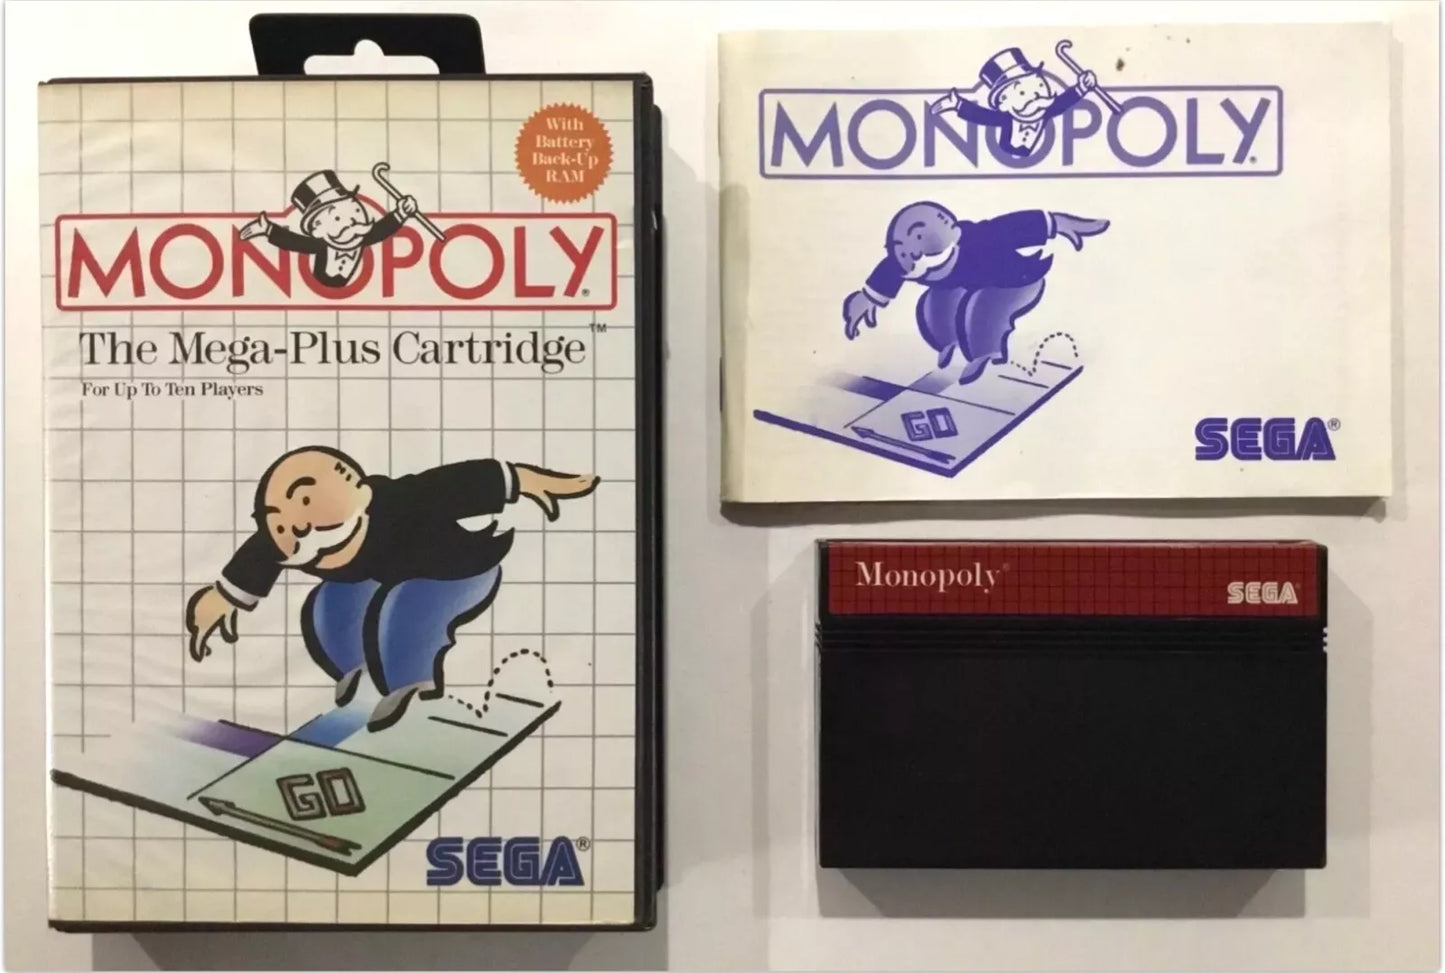 With
Battery
Back-Up
RAM
MONOPOLY®
The Mega-Plus Cartridge™
For Up To Ten Players
GO
SEGA®
MONOPOLY.
GO
SEGA®
Monopoly®
SEGA